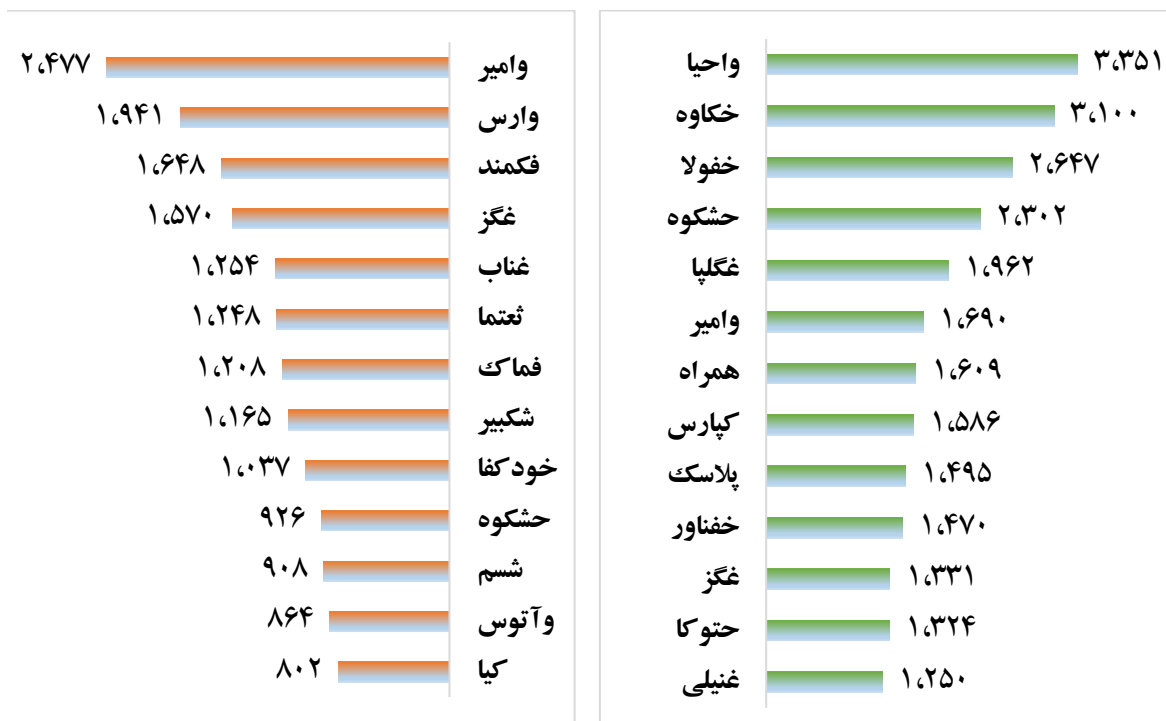 واحیا ۳،۳۵۱
خکاوه ۳،۱۰۰
خفولا ۲،۶۴۷
حشکوه ۲،۳۰۲
غگلپا ۱،۹۶۲
وامیر ۱،۶۹۰
همراه ۱،۶۰۹
کپارس ۱،۵۸۶
پلاسک ۱،۴۹۵
خفناور ۱،۴۷۰
غگز ۱،۳۳۱
حتوکا ۱،۳۲۴
غنیلی ۱،۲۵۰
وامیر ۲،۴۷۷
وارس ۱،۹۴۱
فکمند ۱،۶۴۸
غگز ۱،۵۷۰
غناب ۱،۲۵۴
ثعتما ۱،۲۴۸
فماک ۱،۲۰۸
شکبیر ۱،۱۶۵
خودکفا ۱،۰۳۷
حشکوه ۹۲۶
شسم ۹۰۸
وآتوس ۸۶۴
کیا ۸۰۲